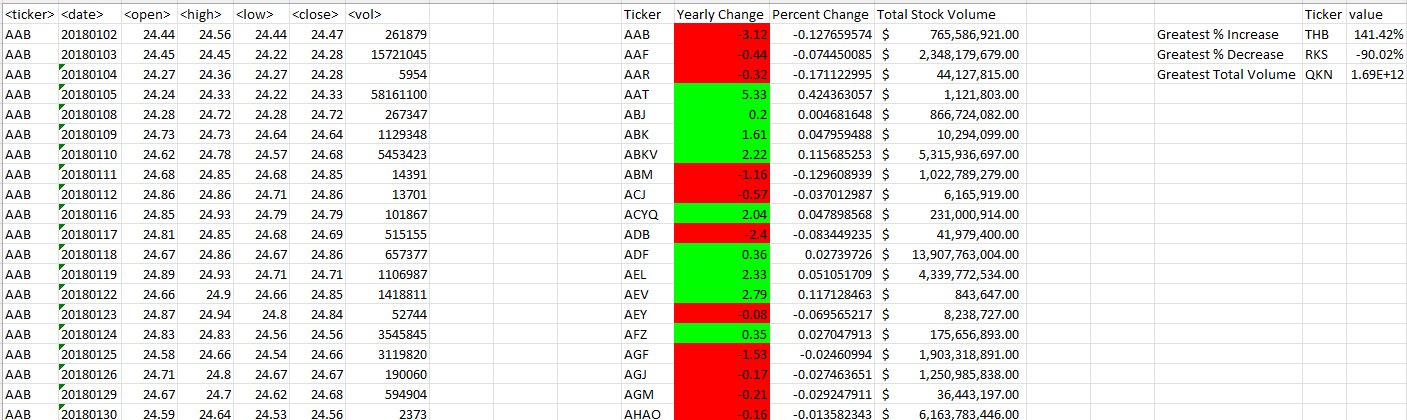 <ticker> <date> <open> <high> <low> <close> <vol> Ticker Yearly Change Percent Change Total Stock Volume Ticker value
AAB 20180102 24.44 24.56 24.44 24.47 261879 AAB -3.12 -0.127659574 $ 765,586,921.00 Greatest % Increase THB 141.42%
AAB 20180103 24.45 24.45 24.22 24.28 15721045 AAF -0.44 -0.074450085 $ 2,348,179,679.00 Greatest % Decrease RKS -90.02%
AAB 20180104 24.27 24.36 24.27 24.28 5954 AAR -0.32 -0.171122995 $ 44,127,815.00 Greatest Total Volume QKN 1.69E+12
AAB 20180105 24.24 24.33 24.22 24.33 58161100 AAT 5.33 0.424363057 $ 1,121,803.00
AAB 20180108 24.28 24.72 24.28 24.72 267347 ABJ 0.2 0.004681648 $ 866,724,082.00
AAB 20180109 24.73 24.73 24.64 24.64 1129348 ABK 1.61 0.047959488 $ 10,294,099.00
AAB 20180110 24.62 24.78 24.57 24.68 5453423 ABKV 2.22 0.115685253 $ 5,315,936,697.00
AAB 20180111 24.68 24.85 24.68 24.85 14391 ABM -1.16 -0.129608939 $ 1,022,789,279.00
AAB 20180112 24.86 24.86 24.71 24.86 13701 ACJ -0.57 -0.037012987 $ 6,165,919.00
AAB 20180116 24.85 24.93 24.79 24.79 101867 ACYQ 2.04 0.047898568 $ 231,000,914.00
AAB 20180117 24.81 24.85 24.68 24.69 515155 ADB -2.4 -0.083449235 $ 41,979,400.00
AAB 20180118 24.67 24.86 24.67 24.86 657377 ADF 0.36 0.02739726 $ 13,907,763,004.00
AAB 20180119 24.89 24.93 24.71 24.71 1106987 AEL 2.33 0.051051709 $ 4,339,772,534.00
AAB 20180122 24.66 24.9 24.66 24.85 1418811 AEV 2.79 0.117128463 $ 843,647.00
AAB 20180123 24.87 24.94 24.8 24.84 52744 AEY -0.08 -0.069565217 $ 8,238,727.00
AAB 20180124 24.83 24.83 24.56 24.56 3545845 AFZ 0.35 0.027047913 $ 175,656,893.00
AAB 20180125 24.58 24.66 24.54 24.66 3119820 AGF -1.53 -0.02460994 $ 1,903,318,891.00
AAB 20180126 24.71 24.8 24.67 24.67 190060 AGJ -0.17 -0.027463651 $ 1,250,985,838.00
AAB 20180129 24.67 24.7 24.62 24.68 594904 AGM -0.21 -0.029247911 $ 36,443,197.00
AAB 20180130 24.59 24.64 24.53 24.56 2373 AHAO -0.16 -0.013582343 $ 6,163,783,446.00